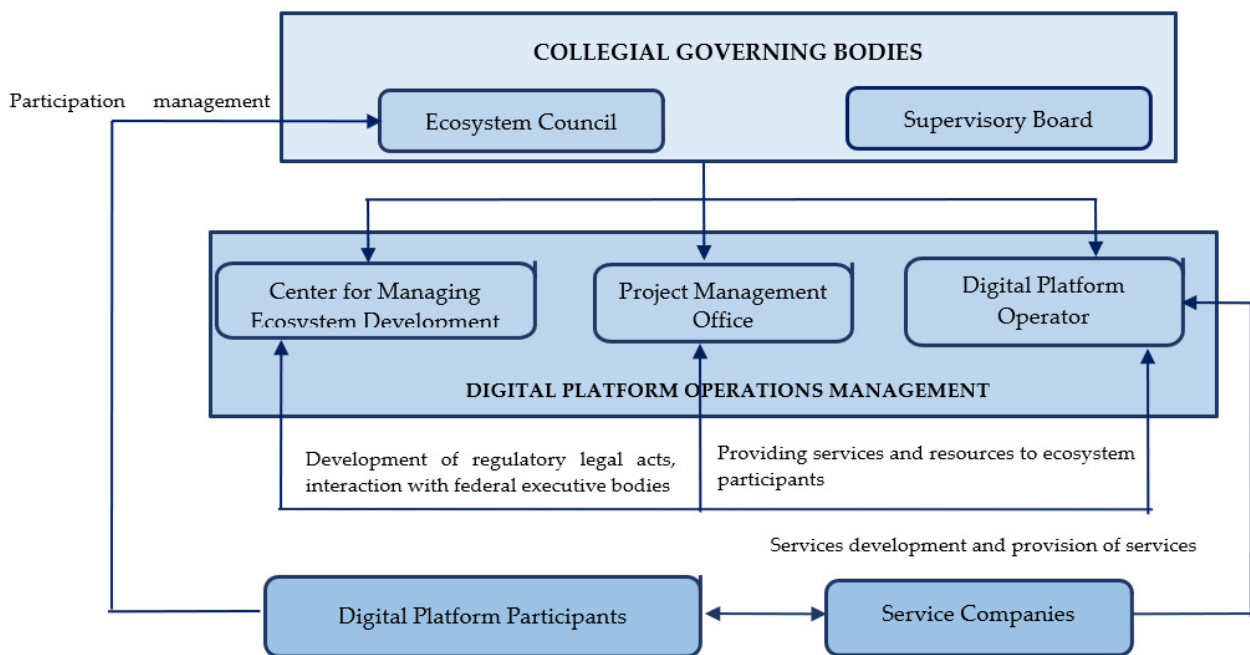 COLLEGIAL GOVERNING BODIES
Participation management
Ecosystem Council
Supervisory Board
Center for Managing
Ecosystem Development
Project Management
Office
Digital Platform
Operator
DIGITAL PLATFORM OPERATIONS MANAGEMENT
Development of regulatory legal acts,
interaction with federal executive bodies
Providing services and resources to ecosystem
participants
Services development and provision of services
Digital Platform Participants
Service Companies